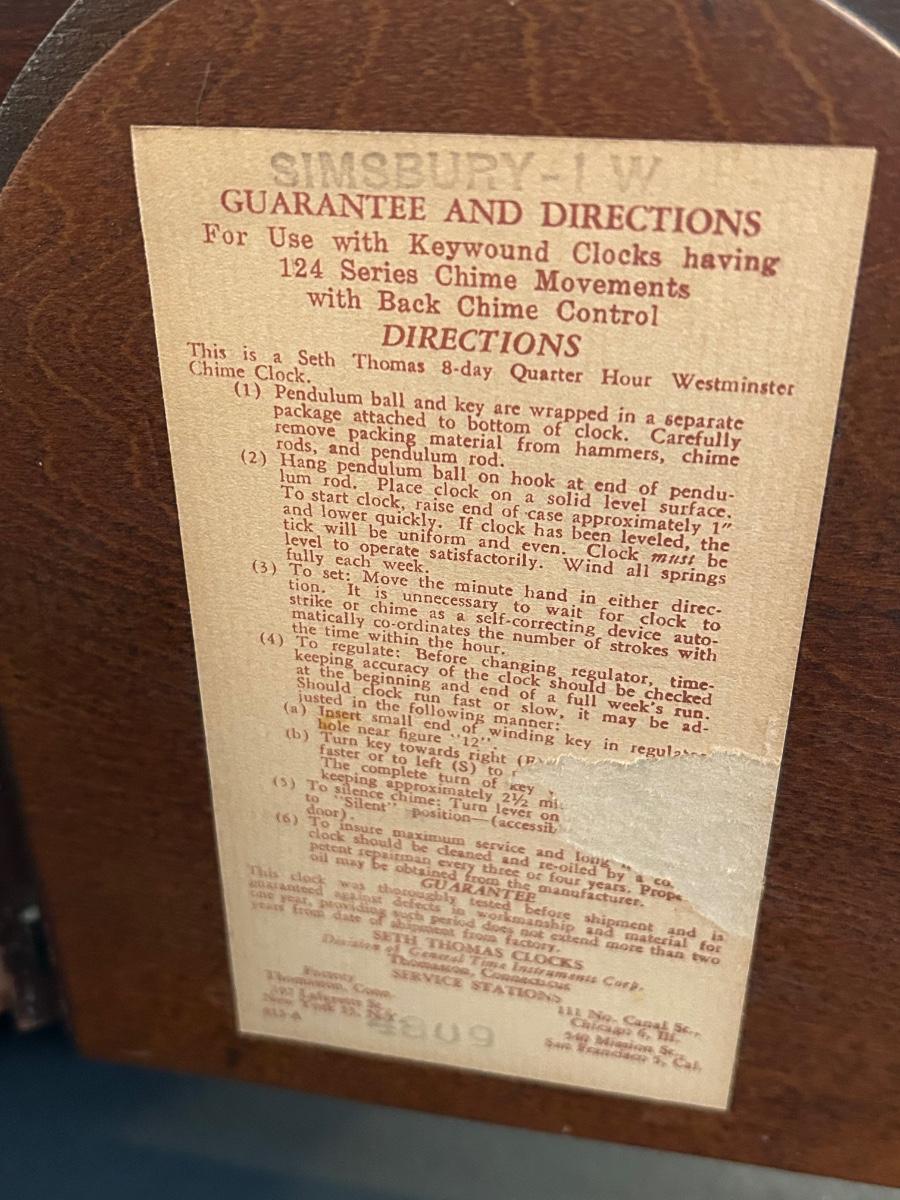 SIMSBURY-1 W
GUARANTEE AND DIRECTIONS
For Use with Keywound Clocks having
124 Series Chime Movements
with Back Chime Control
DIRECTIONS
This is a Seth Thomas 8-day Quarter Hour Westminster
Chime Clock.
(1) Pendulum ball and key are wrapped in a separate
package attached to bottom of clock. Carefully
remove packing material from hammers, chime
rods, and pendulum rod.
(2) Hang pendulum ball on hook at end of pendu-
lum rod. Place clock on a solid level surface.
To start clock, raise end of case approximately 1"
and lower quickly. If clock has been leveled, the
tick will be uniform and even. Clock must be
level to operate satisfactorily. Wind all springs
fully each week.
(3) To set: Move the minute hand in either direc-
tion. It is unnecessary to wait for clock to
strike or chime as a self-correcting device auto-
matically co-ordinates the number of strokes with
the time within the hour.
(4) To regulate: Before changing regulator, time-
keeping accuracy of the clock should be checked
at the beginning and end of a full week's run.
Should clock run fast or slow, it may be ad-
justed in the following manner:
(a) Insert small end of winding key in regulator
hole near figure "12".
(b) Turn key towards right (F)
faster or to left (S) to
The complete turn of key
keeping approximately 2½
(5) To silence chime: Turn lever on
to "Silent" position—
door).
(6) To insure maximum service and long
clock should be cleaned and re-oiled by a
petent repairman every three or four years.
oil may be obtained from the manufacturer.
GUARANTEE
This clock was thoroughly tested before shipment and is
guaranteed against defects in workmanship and material for
one year, providing such period does not extend more than two
years from date of shipment from factory.
SETH THOMAS CLOCKS
Division of General Time Instruments Corp.
Thomaston, Connecticut
SERVICE STATIONS
Factory
Thomaston, Conn.
Lafayette St.,
New York 13, N.Y.
111 No. Canal St.,
Chicago 6, Ill.
Mission St.,
San Francisco 5, Cal.